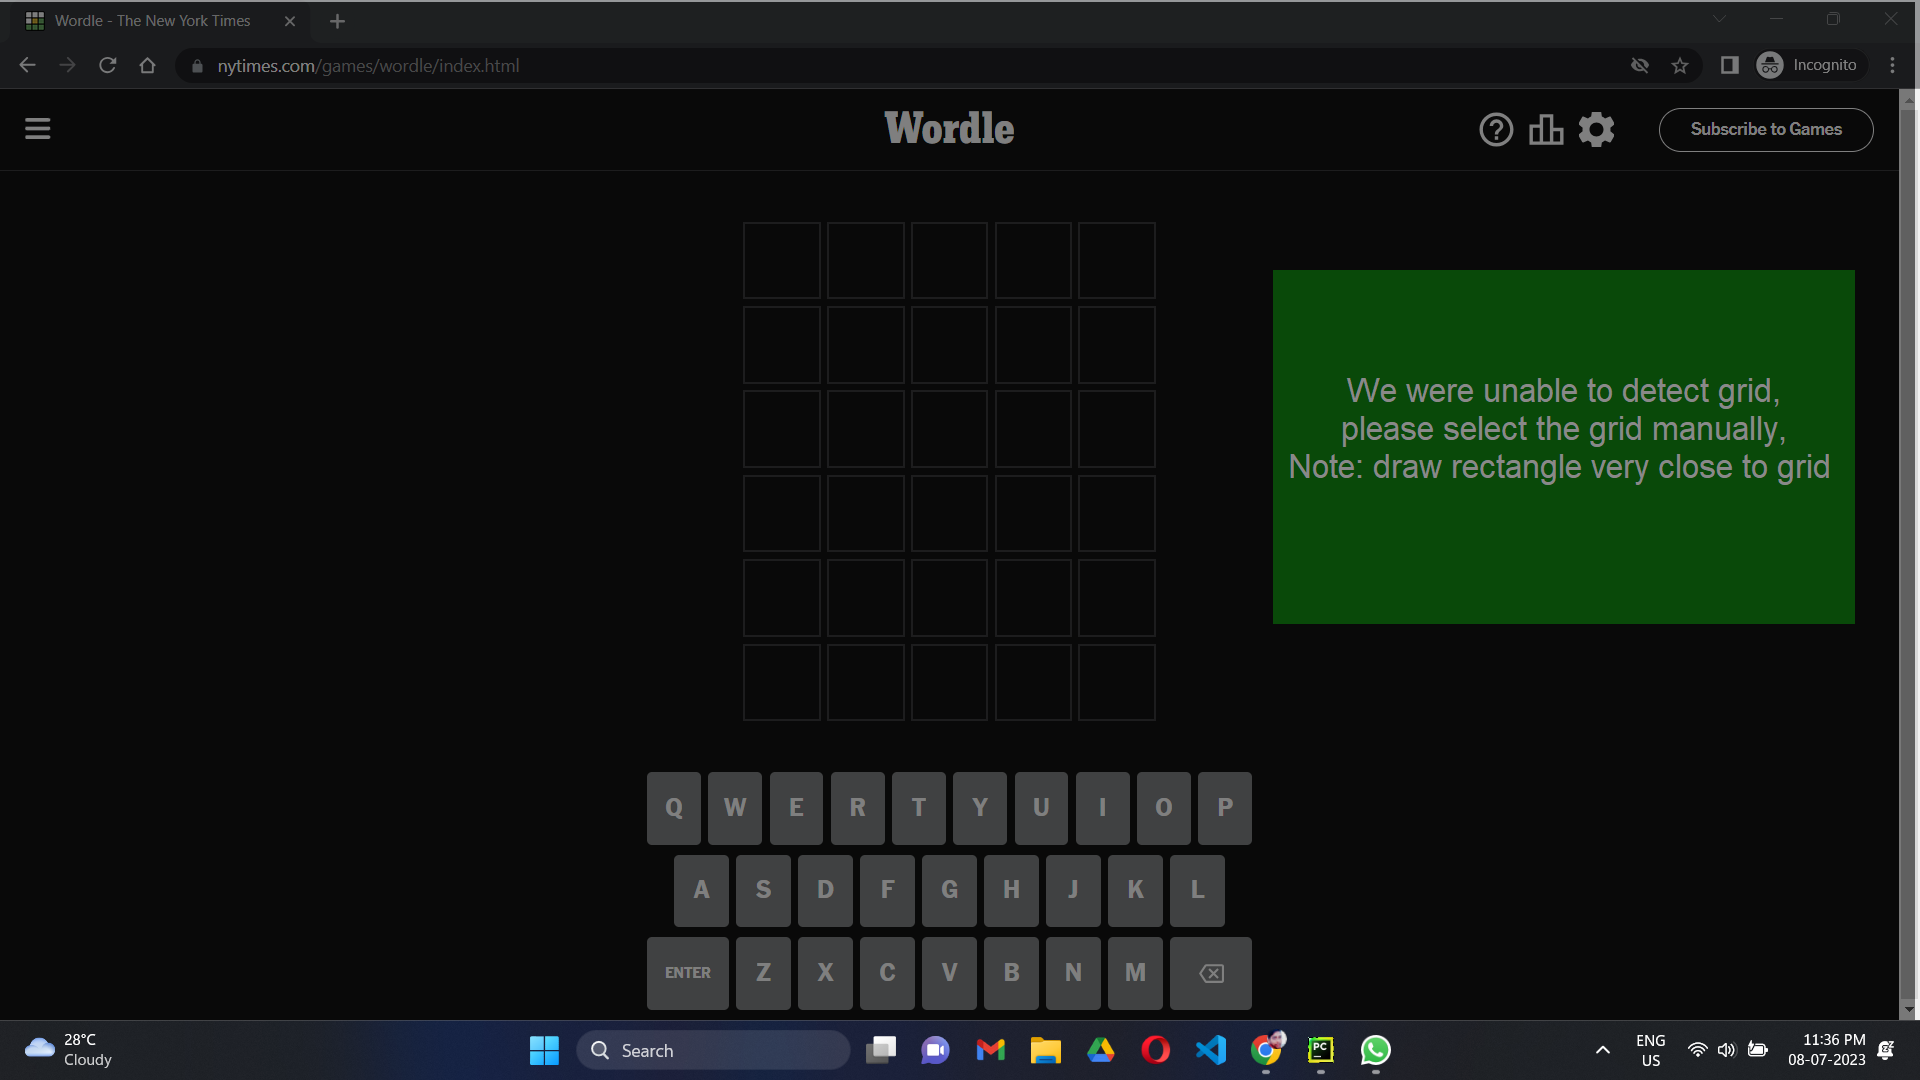 Wordle - The New York Times
nytimes.com/games/wordle/index.html
Incognito
Wordle
Subscribe to Games
We were unable to detect grid,
please select the grid manually,
Note: draw rectangle very close to grid
Q W E R T Y U I O P
A S D F G H J K L
ENTER Z X C V B N M
28°C
Cloudy
Search
PC
ENG
US
11:36 PM
08-07-2023